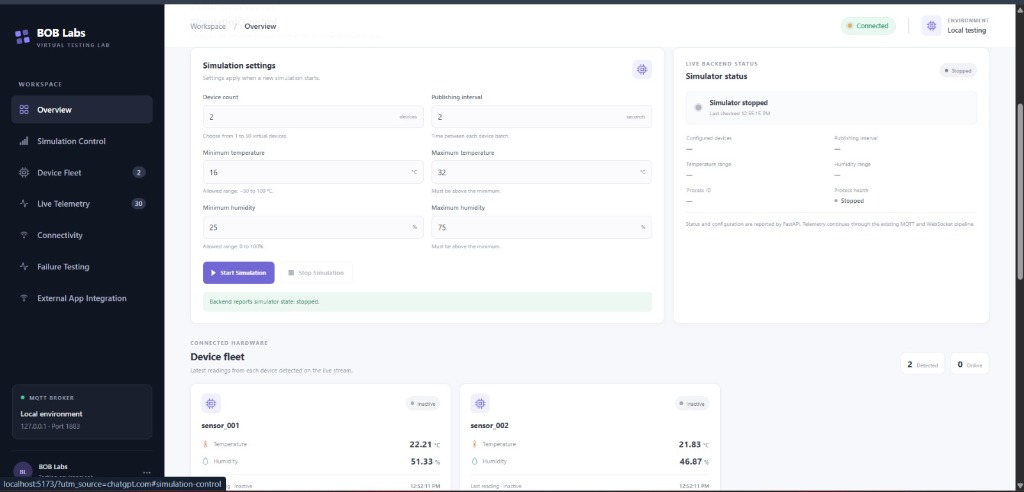 BOB Labs
VIRTUAL TESTING LAB
WORKSPACE
Overview
Simulation Control
Device Fleet 2
Live Telemetry 30
Connectivity
Failure Testing
External App Integration
MQTT BROKER
Local environment
127.0.0.1 · Port 1883
BL BOB Labs
localhost:5173/?utm_source=chatgpt.com#simulation-control
Workspace / Overview
Connected
ENVIRONMENT
Local testing
Simulation settings
Settings apply when a new simulation starts.
Device count
2 devices
Choose from 1 to 50 virtual devices.
Publishing interval
2 seconds
Time between each device batch.
Minimum temperature
16 °C
Allowed range: -50 to 100 °C.
Maximum temperature
32 °C
Must be above the minimum.
Minimum humidity
25 %
Allowed range: 0 to 100%.
Maximum humidity
75 %
Must be above the minimum.
Start Simulation
Stop Simulation
Backend reports simulator state: stopped.
LIVE BACKEND STATUS
Simulator status
Stopped
Simulator stopped
Configured devices
—
Publishing interval
—
Temperature range
—
Humidity range
—
Process ID
—
Process health
Stopped
Status and configuration are reported by FastAPI. Telemetry continues through the existing MQTT and WebSocket pipeline.
CONNECTED HARDWARE
Device fleet
Latest readings from each device detected on the live stream.
2 Detected
0 Online
Inactive
sensor_001
Temperature 22.21 °C
Humidity 51.33 %
Last reading · Inactive 12:52:11 PM
Inactive
sensor_002
Temperature 21.83 °C
Humidity 46.87 %
Last reading · Inactive 12:52:11 PM